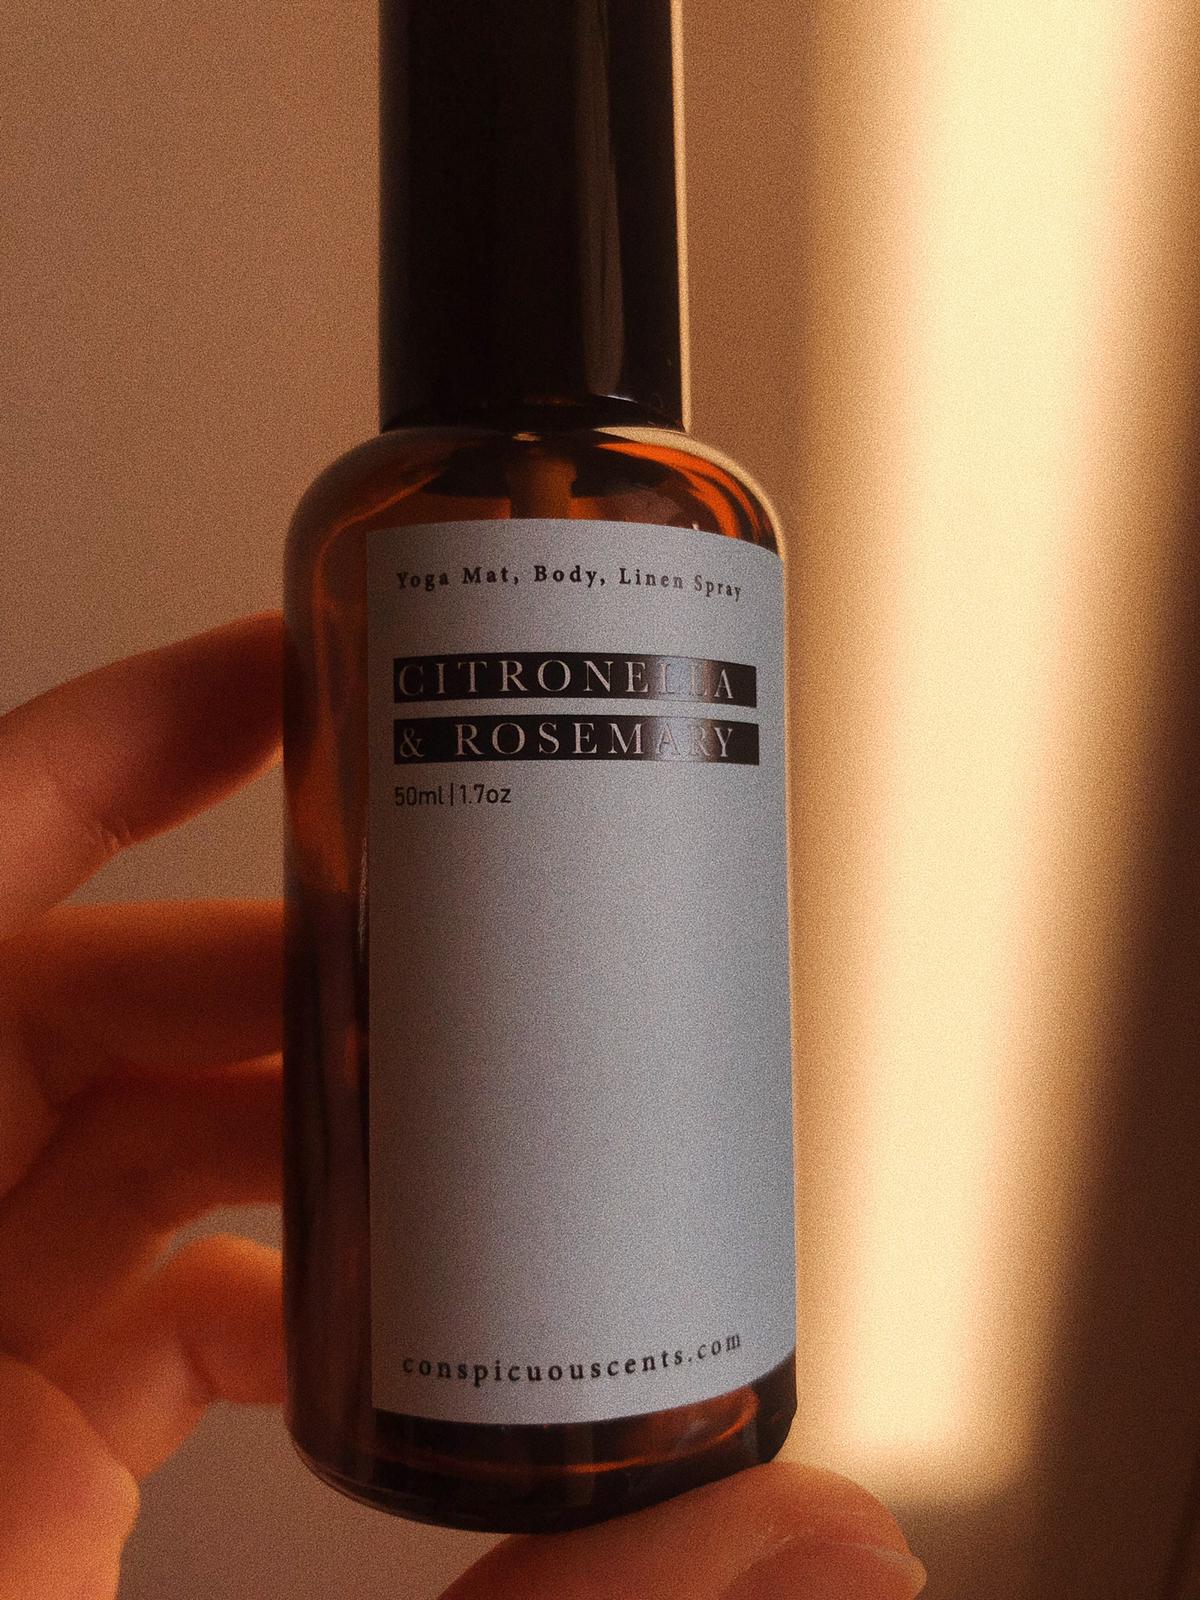 Yoga Mat, Body, Linen Spray
CITRONELLA
& ROSEMARY
50ml | 1.7oz
conspicuouscents.com